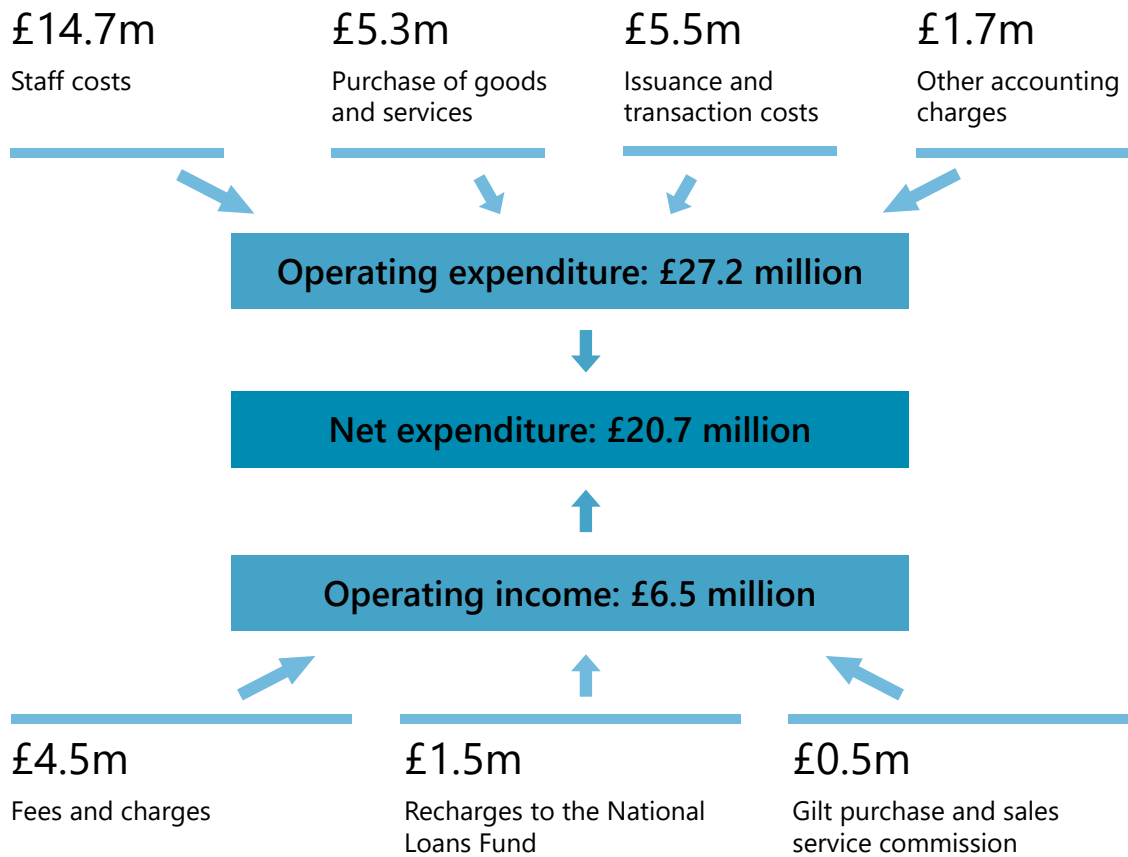 £14.7m
Staff costs
£5.3m
Purchase of goods
and services
£5.5m
Issuance and
transaction costs
£1.7m
Other accounting
charges
Operating expenditure: £27.2 million
Net expenditure: £20.7 million
Operating income: £6.5 million
£4.5m
Fees and charges
£1.5m
Recharges to the National
Loans Fund
£0.5m
Gilt purchase and sales
service commission